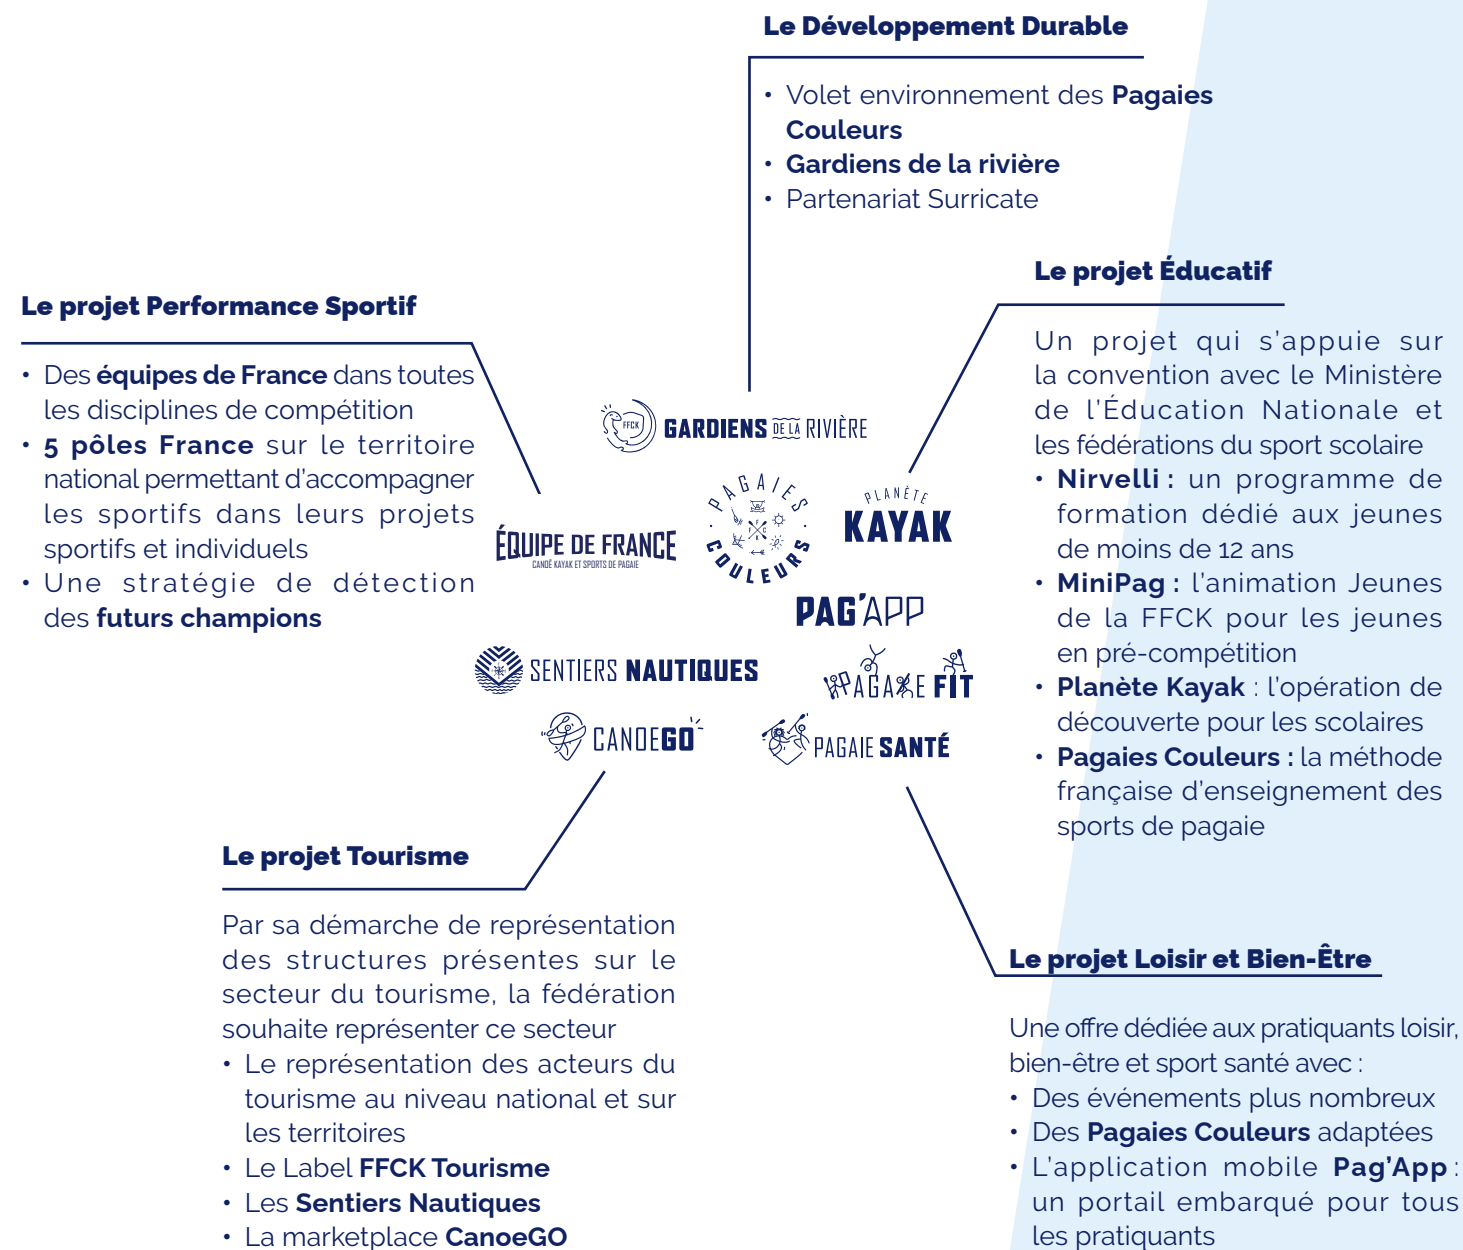 Le Développement Durable
• Volet environnement des Pagaies
Couleurs
• Gardiens de la rivière
• Partenariat Surricate
Le projet Éducatif
Un projet qui s'appuie sur
la convention avec le Ministère
de l'Éducation Nationale et
les fédérations du sport scolaire
• Nirvelli : un programme de
formation dédié aux jeunes
de moins de 12 ans
• MiniPag : l'animation Jeunes
de la FFCK pour les jeunes
en pré-compétition
• Planète Kayak : l'opération de
découverte pour les scolaires
• Pagaies Couleurs : la méthode
française d'enseignement des
sports de pagaie
Le projet Performance Sportif
• Des équipes de France dans toutes
les disciplines de compétition
• 5 pôles France sur le territoire
national permettant d'accompagner
les sportifs dans leurs projets
sportifs et individuels
• Une stratégie de détection
des futurs champions
FFCK
GARDIENS DE LA RIVIÈRE
PAGAIES
COULEURS
FFCK
PLANÈTE
KAYAK
ÉQUIPE DE FRANCE
CANOË KAYAK ET SPORTS DE PAGAIE
PAG'APP
SENTIERS NAUTIQUES
PAGAIE FIT
CANOEGO
PAGAIE SANTÉ
Le projet Tourisme
Par sa démarche de représentation
des structures présentes sur le
secteur du tourisme, la fédération
souhaite représenter ce secteur
• Le représentation des acteurs du
tourisme au niveau national et sur
les territoires
• Le Label FFCK Tourisme
• Les Sentiers Nautiques
• La marketplace CanoeGO
Le projet Loisir et Bien-Être
Une offre dédiée aux pratiquants loisir,
bien-être et sport santé avec :
• Des événements plus nombreux
• Des Pagaies Couleurs adaptées
• L'application mobile Pag'App :
un portail embarqué pour tous
les pratiquants